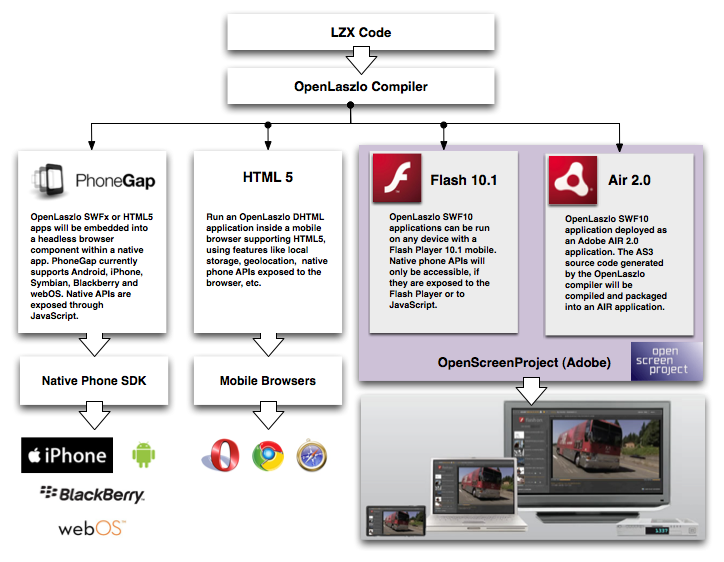 LZX Code
OpenLaszlo Compiler
PhoneGap
OpenLaszlo SWFx or HTML5
apps will be embedded into
a headless browser
component within a native
app. PhoneGap currently
supports Android, iPhone,
Symbian, Blackberry and
webOS. Native APIs are
exposed through
JavaScript.
HTML 5
Run an OpenLaszlo DHTML
application inside a mobile
browser supporting HTML5,
using features like local
storage, geolocation, native
phone APIs exposed to the
browser, etc.
Flash 10.1
OpenLaszlo SWF10
applications can be run
on any device with a
Flash Player 10.1 mobile.
Native phone APIs will
only be accessible, if
they are exposed to the
Flash Player or to
JavaScript.
Air 2.0
OpenLaszlo SWF10
application deployed as
an Adobe AIR 2.0
application. The AS3
source code generated
by the OpenLaszlo
compiler will be
compiled and packaged
into an AIR application.
OpenScreenProject (Adobe)
open
screen
project
Native Phone SDK
Mobile Browsers
iPhone
BlackBerry
webOS™